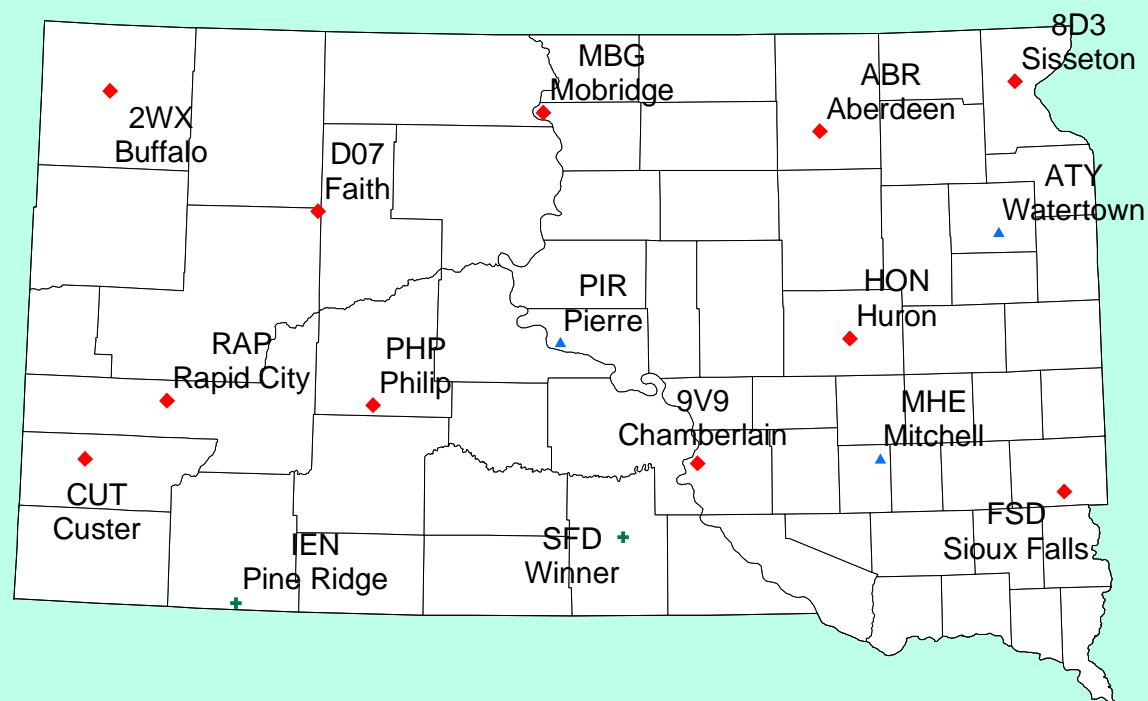 8D3
Sisseton
MBG
Mobridge
ABR
Aberdeen
2WX
Buffalo
D07
Faith
ATY
Watertown
PIR
Pierre
HON
Huron
RAP
Rapid City
PHP
Philip
9V9
Chamberlain
MHE
Mitchell
CUT
Custer
IEN
Pine Ridge
SFD
Winner
FSD
Sioux Falls